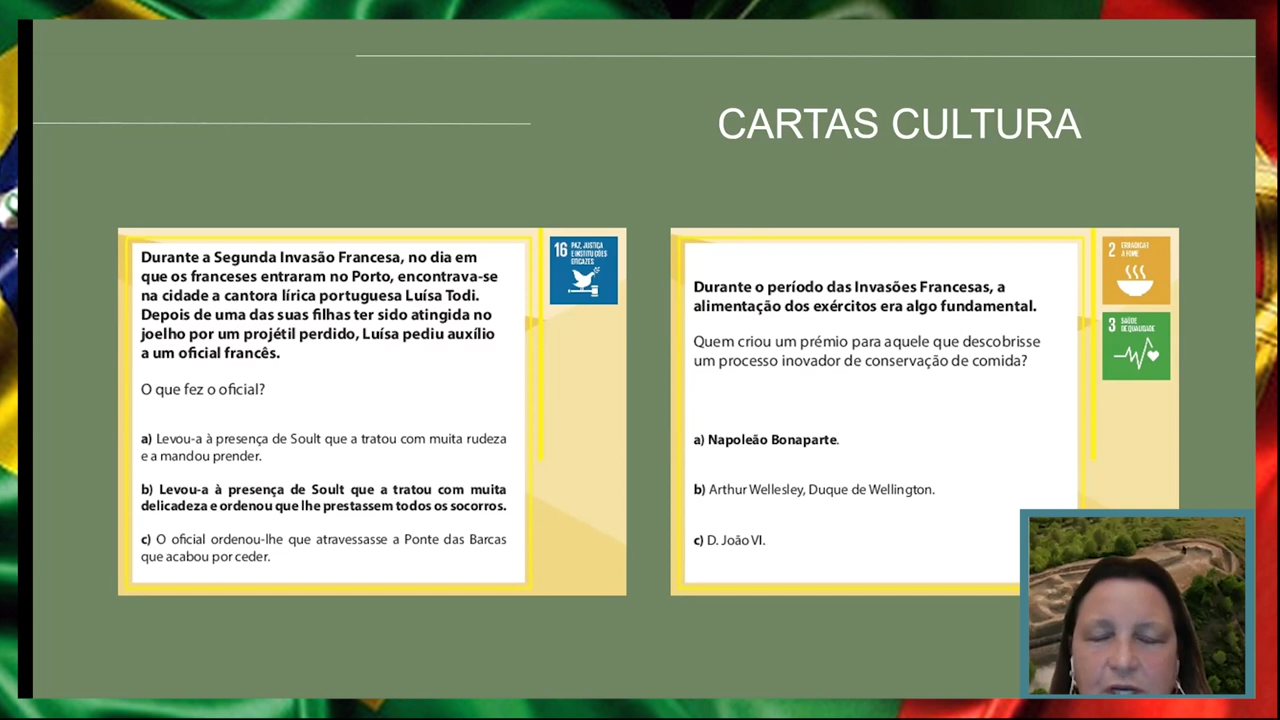 CARTAS CULTURA
Durante a Segunda Invasão Francesa, no dia em
que os franceses entraram no Porto, encontrava-se
na cidade a cantora lírica portuguesa Luísa Todi.
Depois de uma das suas filhas ter sido atingida no
joelho por um projétil perdido, Luísa pediu auxílio
a um oficial francês.
O que fez o oficial?
a) Levou-a à presença de Soult que a tratou com muita rudeza
e a mandou prender.
b) Levou-a à presença de Soult que a tratou com muita
delicadeza e ordenou que lhe prestassem todos os socorros.
c) O oficial ordenou-lhe que atravessasse a Ponte das Barcas
que acabou por ceder.
16 PAZ, JUSTIÇA
E INSTITUIÇÕES
EFICAZES
Durante o período das Invasões Francesas, a
alimentação dos exércitos era algo fundamental.
Quem criou um prémio para aquele que descobrisse
um processo inovador de conservação de comida?
a) Napoleão Bonaparte.
b) Arthur Wellesley, Duque de Wellington.
c) D. João VI.
2 ERRADICAR
A FOME
3 SAÚDE
DE QUALIDADE